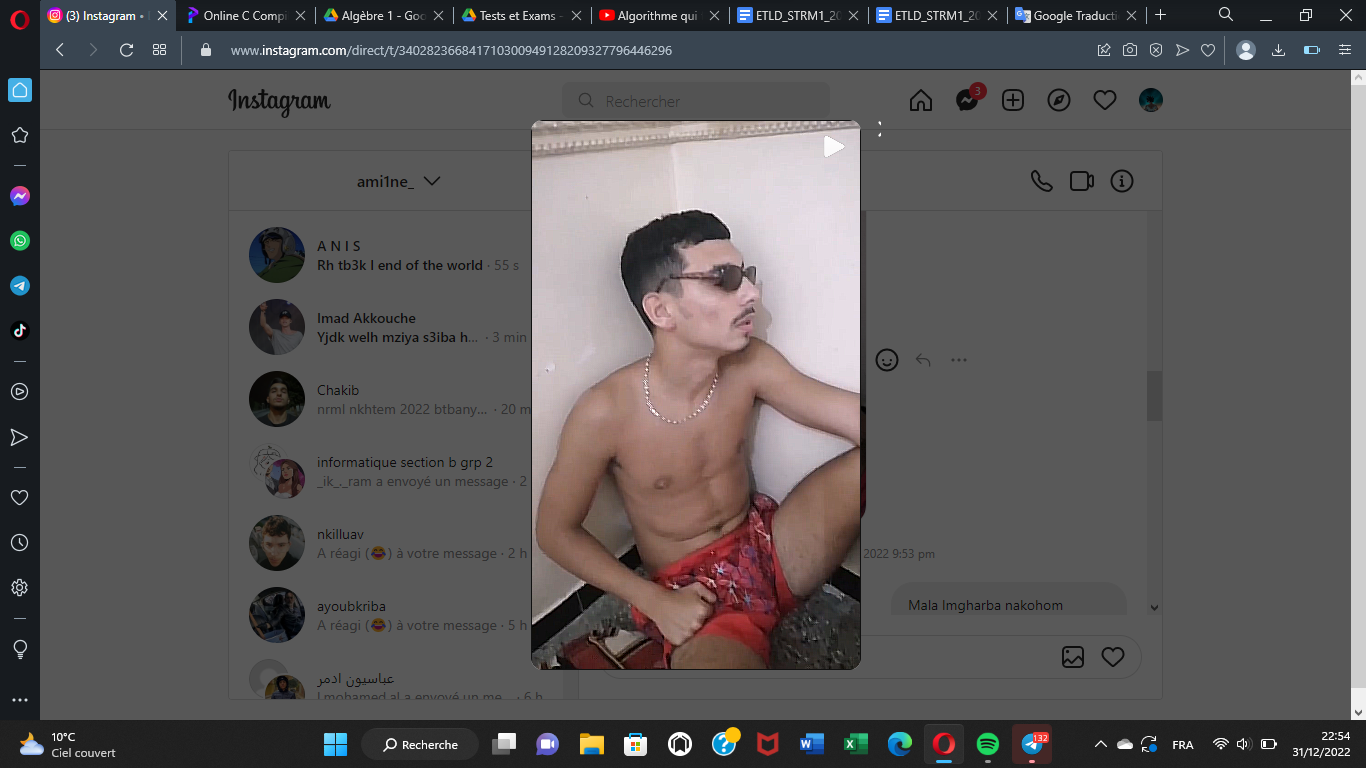 (3) Instagram •
Online C Compi
Algèbre 1 - Goo
Tests et Exams -
Algorithme qui
ETLD_STRM1_20
ETLD_STRM1_20
Google Traducti
www.instagram.com/direct/t/340282366841710300949128209327796446296
Instagram
Rechercher
3
ami1ne_
A N I S
Rh tb3k l end of the world · 55 s
Imad Akkouche
Yjdk welh mziya s3iba h... · 3 min
Chakib
nrml nkhtem 2022 btbany... · 20 m
informatique section b grp 2
_ik_._ram a envoyé un message · 2
nkilluav
A réagi (😂) à votre message · 2 h
ayoubkriba
A réagi (😂) à votre message · 5 h
عباسيون ادمر
l mohamed al a envoyé un me... · 6 h
2022 9:53 pm
Mala lmgharba nakohom
10°C
Ciel couvert
Recherche
132
FRA
22:54
31/12/2022